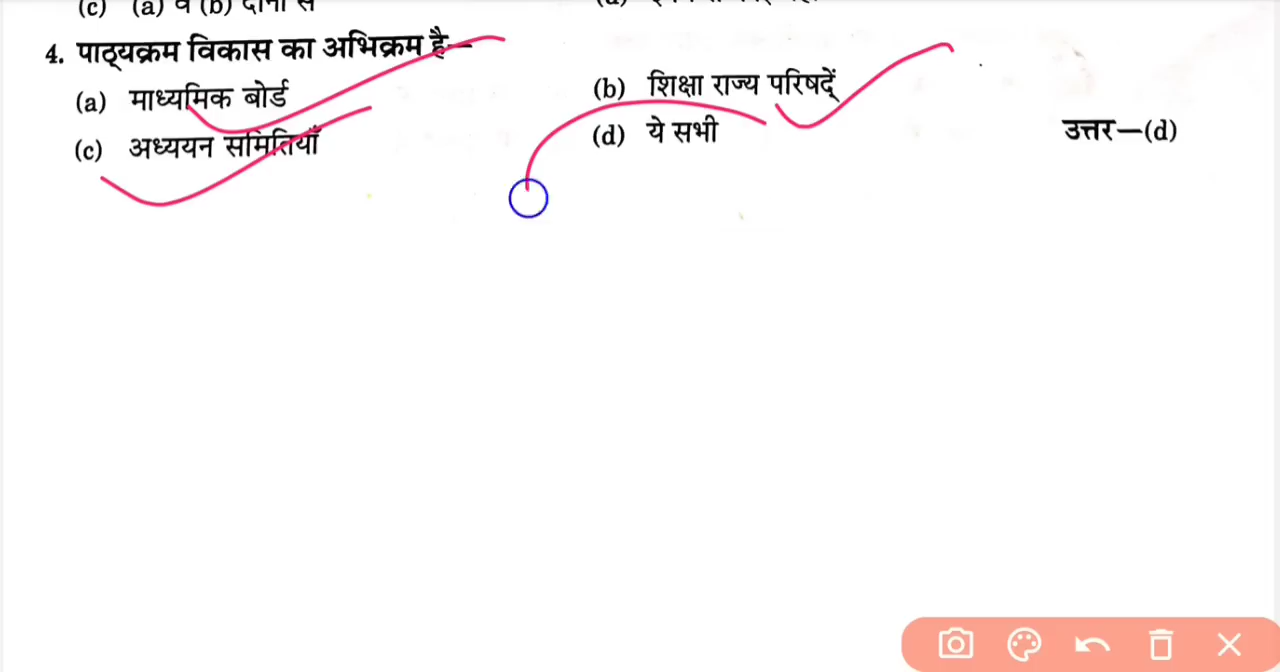 (c) (a) व (b) दोनों से
4. पाठ्यक्रम विकास का अभिक्रम है—
(a) माध्यमिक बोर्ड
(b) शिक्षा राज्य परिषदें
(c) अध्ययन समितियाँ
(d) ये सभी
उत्तर—(d)